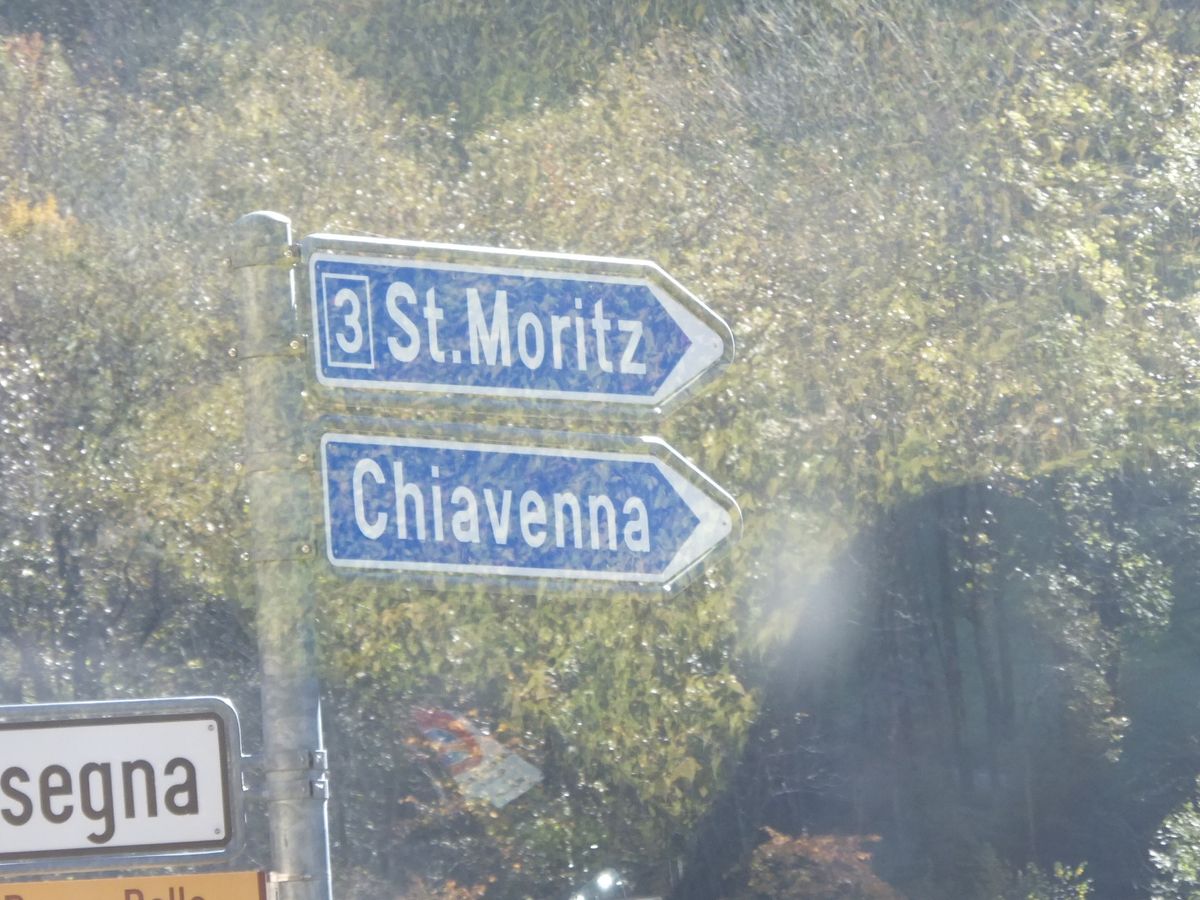 3 St. Moritz
Chiavenna
segna